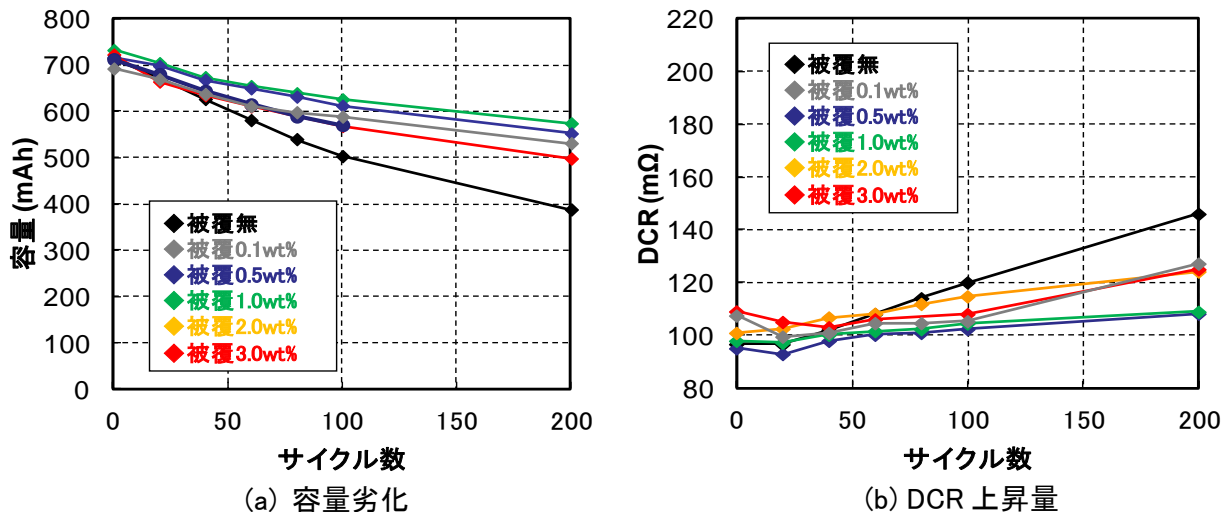 800
700
600
500
400
300
200
100
0
容量 (mAh)
被覆無
被覆0.1wt%
被覆0.5wt%
被覆1.0wt%
被覆2.0wt%
被覆3.0wt%
0 50 100 150 200
サイクル数
(a) 容量劣化
220
200
180
160
140
120
100
80
DCR (mΩ)
被覆無
被覆0.1wt%
被覆0.5wt%
被覆1.0wt%
被覆2.0wt%
被覆3.0wt%
0 50 100 150 200
サイクル数
(b) DCR 上昇量